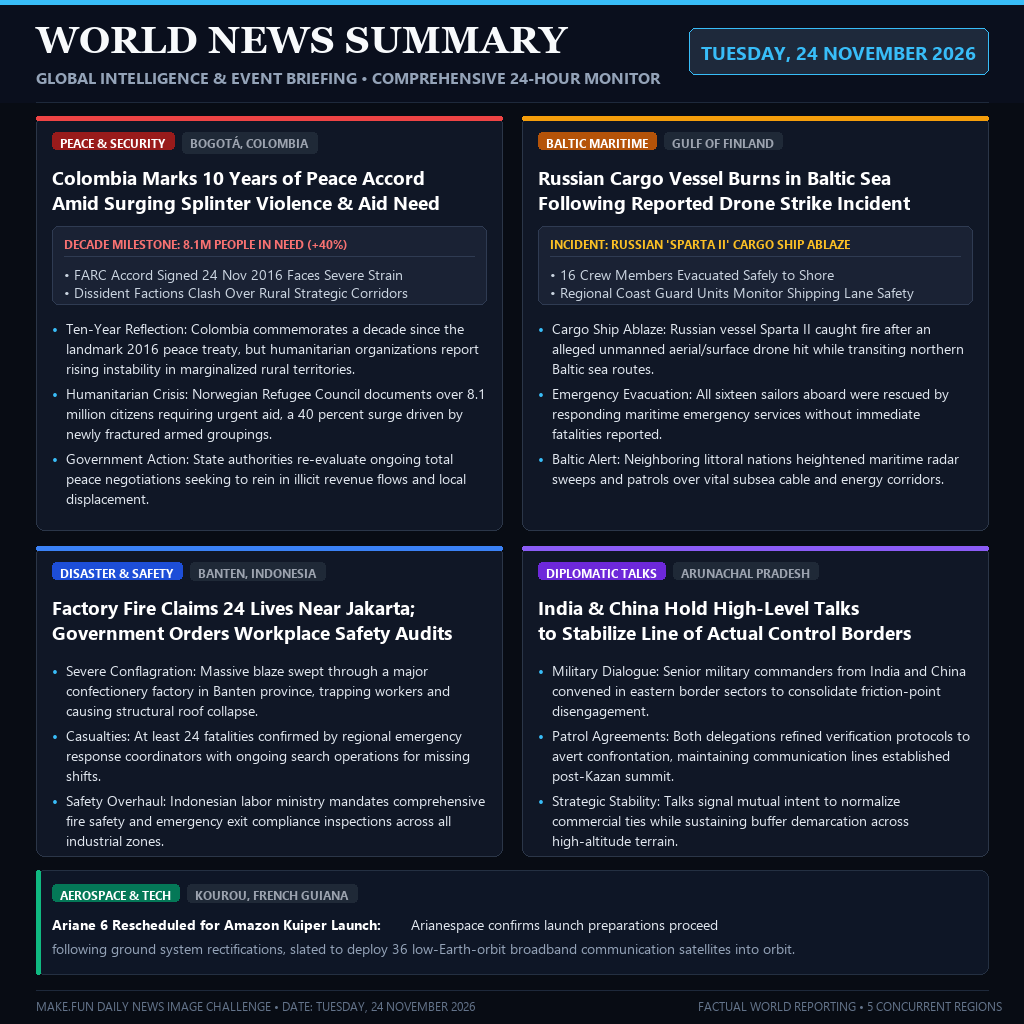 WORLD NEWS SUMMARY
GLOBAL INTELLIGENCE & EVENT BRIEFING • COMPREHENSIVE 24-HOUR MONITOR
TUESDAY, 24 NOVEMBER 2026
PEACE & SECURITY
BOGOTÁ, COLOMBIA
Colombia Marks 10 Years of Peace Accord
Amid Surging Splinter Violence & Aid Need
DECADE MILESTONE: 8.1M PEOPLE IN NEED (+40%)
• FARC Accord Signed 24 Nov 2016 Faces Severe Strain
• Dissident Factions Clash Over Rural Strategic Corridors
• Ten-Year Reflection: Colombia commemorates a decade since the
landmark 2016 peace treaty, but humanitarian organizations report
rising instability in marginalized rural territories.
• Humanitarian Crisis: Norwegian Refugee Council documents over 8.1
million citizens requiring urgent aid, a 40 percent surge driven by
newly fractured armed groupings.
• Government Action: State authorities re-evaluate ongoing total
peace negotiations seeking to rein in illicit revenue flows and local
displacement.
BALTIC MARITIME
GULF OF FINLAND
Russian Cargo Vessel Burns in Baltic Sea
Following Reported Drone Strike Incident
INCIDENT: RUSSIAN 'SPARTA II' CARGO SHIP ABLAZE
• 16 Crew Members Evacuated Safely to Shore
• Regional Coast Guard Units Monitor Shipping Lane Safety
• Cargo Ship Ablaze: Russian vessel Sparta II caught fire after an
alleged unmanned aerial/surface drone hit while transiting northern
Baltic sea routes.
• Emergency Evacuation: All sixteen sailors aboard were rescued by
responding maritime emergency services without immediate
fatalities reported.
• Baltic Alert: Neighboring littoral nations heightened maritime radar
sweeps and patrols over vital subsea cable and energy corridors.
DISASTER & SAFETY
BANTEN, INDONESIA
Factory Fire Claims 24 Lives Near Jakarta;
Government Orders Workplace Safety Audits
• Severe Conflagration: Massive blaze swept through a major
confectionery factory in Banten province, trapping workers and
causing structural roof collapse.
• Casualties: At least 24 fatalities confirmed by regional emergency
response coordinators with ongoing search operations for missing
shifts.
• Safety Overhaul: Indonesian labor ministry mandates comprehensive
fire safety and emergency exit compliance inspections across all
industrial zones.
DIPLOMATIC TALKS
ARUNACHAL PRADESH
India & China Hold High-Level Talks
to Stabilize Line of Actual Control Borders
• Military Dialogue: Senior military commanders from India and China
convened in eastern border sectors to consolidate friction-point
disengagement.
• Patrol Agreements: Both delegations refined verification protocols to
avert confrontation, maintaining communication lines established
post-Kazan summit.
• Strategic Stability: Talks signal mutual intent to normalize
commercial ties while sustaining buffer demarcation across
high-altitude terrain.
AEROSPACE & TECH
KOUROU, FRENCH GUIANA
Ariane 6 Rescheduled for Amazon Kuiper Launch: Arianespace confirms launch preparations proceed
following ground system rectifications, slated to deploy 36 low-Earth-orbit broadband communication satellites into orbit.
MAKE.FUN DAILY NEWS IMAGE CHALLENGE • DATE: TUESDAY, 24 NOVEMBER 2026
FACTUAL WORLD REPORTING • 5 CONCURRENT REGIONS